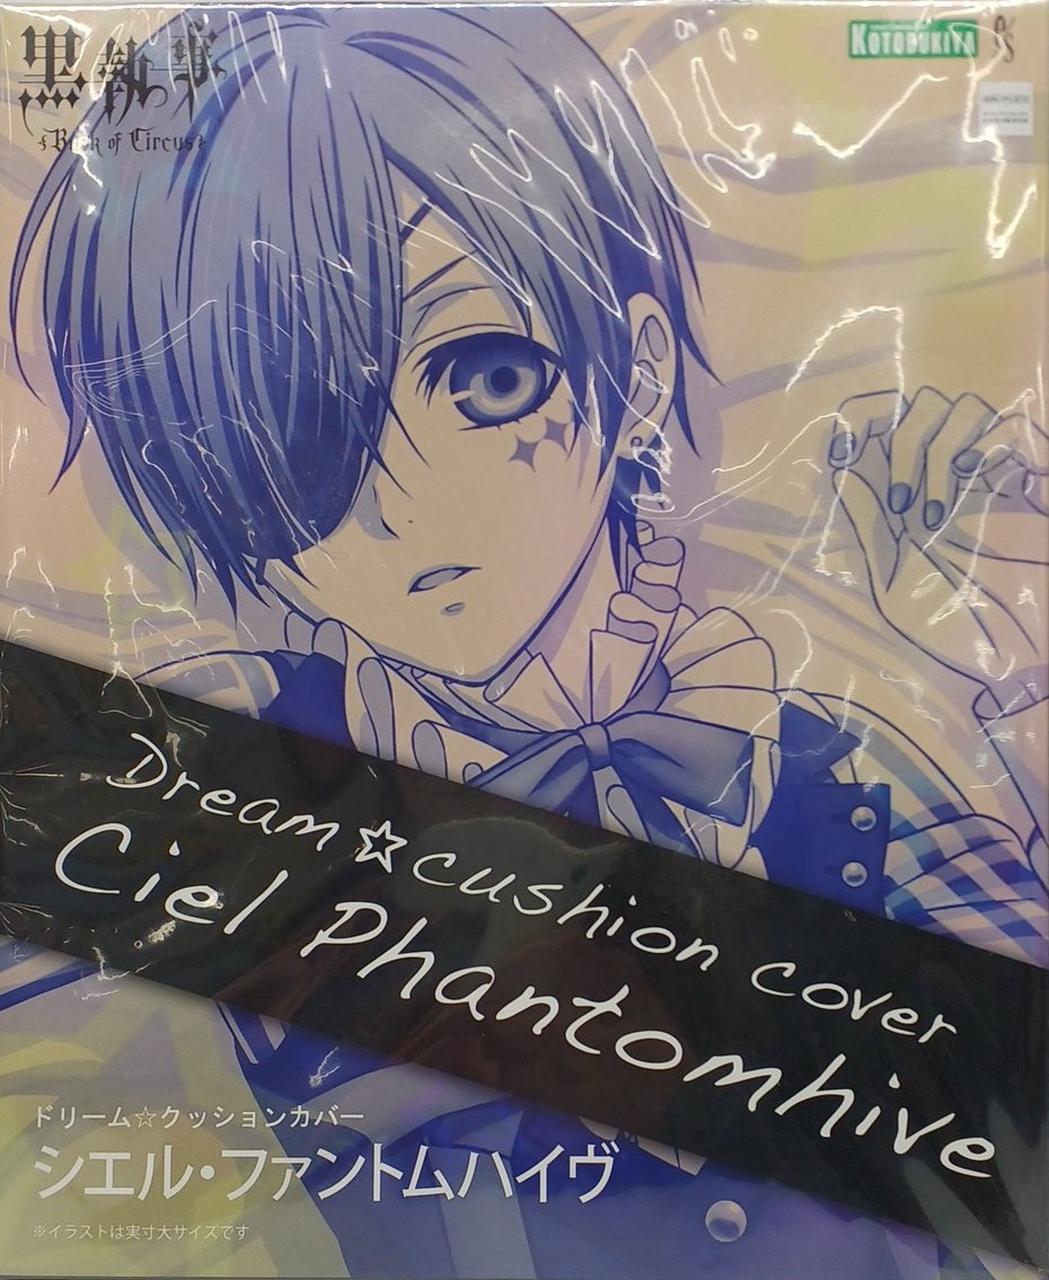 黒執事
Book of Circus
KOTOBUKIYA
Dream☆cushion cover
Ciel Phantomhive
ドリーム☆クッションカバー
シエル・ファントムハイヴ
※イラストは実寸大サイズです